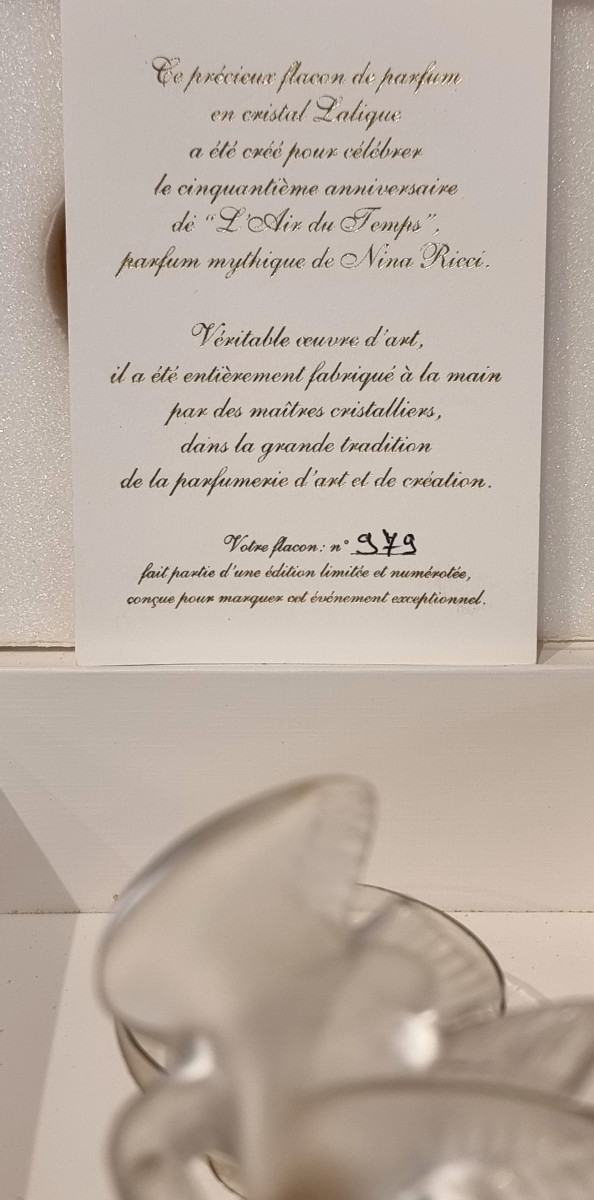 Ce précieux flacon de parfum
en cristal Lalique
a été créé pour célébrer
le cinquantième anniversaire
de "L'Air du Temps",
parfum mythique de Nina Ricci.
Véritable œuvre d'art,
il a été entièrement fabriqué à la main
par des maîtres cristalliers,
dans la grande tradition
de la parfumerie d'art et de création.
Votre flacon: n° 979
fait partie d'une édition limitée et numérotée,
conçue pour marquer cet événement exceptionnel.